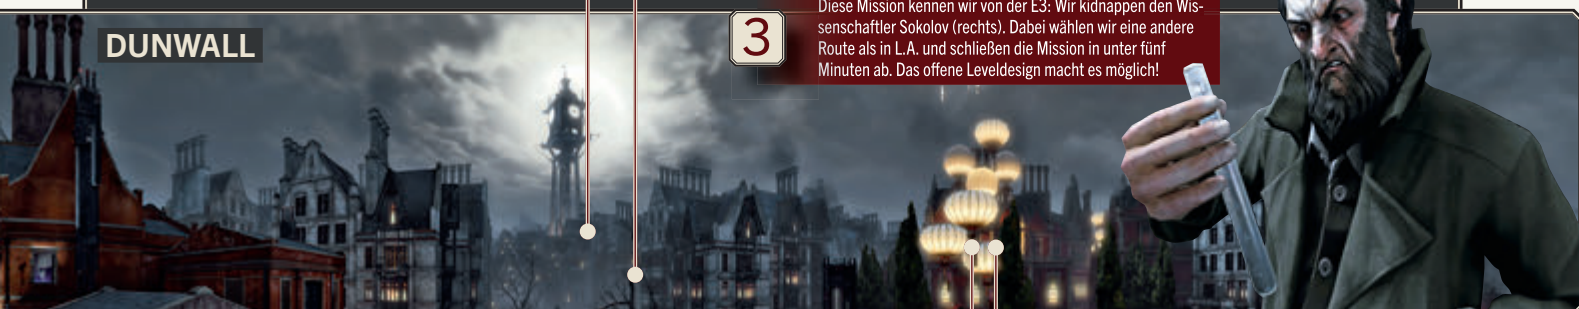 DUNWALL
3
Diese Mission kennen wir von der E3: Wir kidnappen den Wis-
senschaftler Sokolov (rechts). Dabei wählen wir eine andere
Route als in L.A. und schließen die Mission in unter fünf
Minuten ab. Das offene Leveldesign macht es möglich!